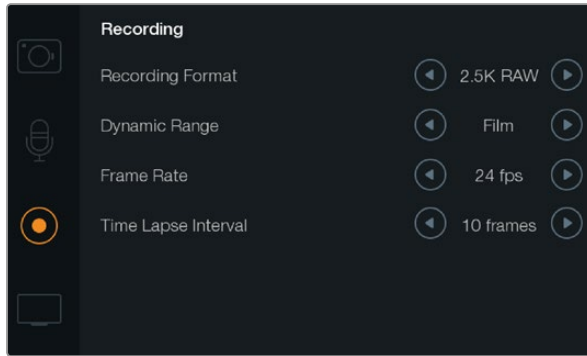 Recording
Recording Format 2.5K RAW
Dynamic Range Film
Frame Rate 24 fps
Time Lapse Interval 10 frames